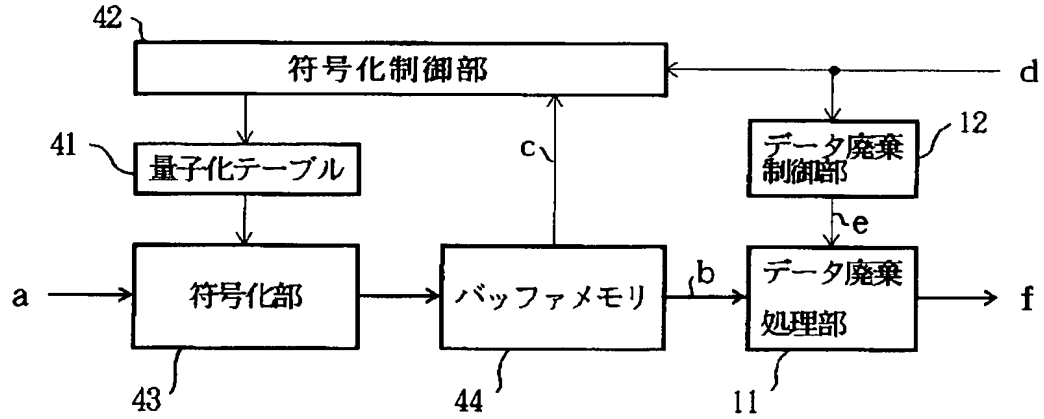 42
符号化制御部
d
41
量子化テーブル
c
12
データ廃棄
制御部
e
a
符号化部
バッファメモリ
b
データ廃棄
処理部
f
43
44
11